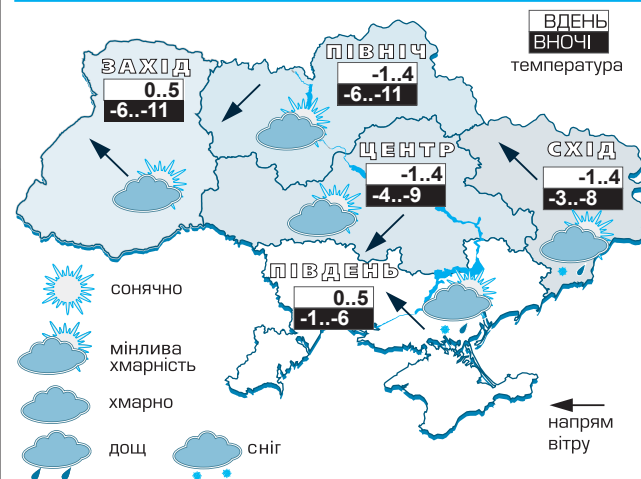 ВДЕНЬ
ВНОЧІ
температура
ПІВНІЧ
-1..4
-6..-11
ЗАХІД
0..5
-6..-11
ЦЕНТР
-1..4
-4..-9
СХІД
-1..4
-3..-8
ПІВДЕНЬ
0..5
-1..-6
сонячно
мінлива
хмарність
хмарно
дощ
сніг
напрям
вітру